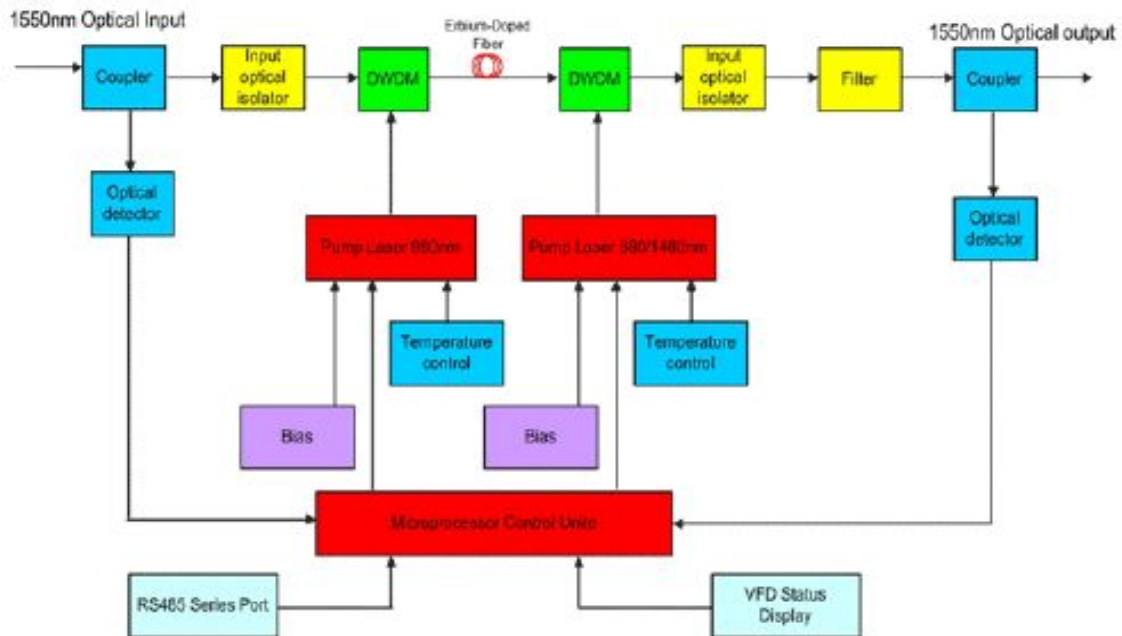 1550nm Optical Input
Erbium-Doped
Fiber
1550nm Optical output
Coupler
Input
optical
isolator
DWDM
DWDM
Input
optical
isolator
Filter
Coupler
Optical
detector
Optical
detector
Pump Laser 980nm
Pump Laser 980/1460nm
Temperature
control
Temperature
control
Bias
Bias
Microprocessor Control
RS485 Series Port
VFD Status
Display